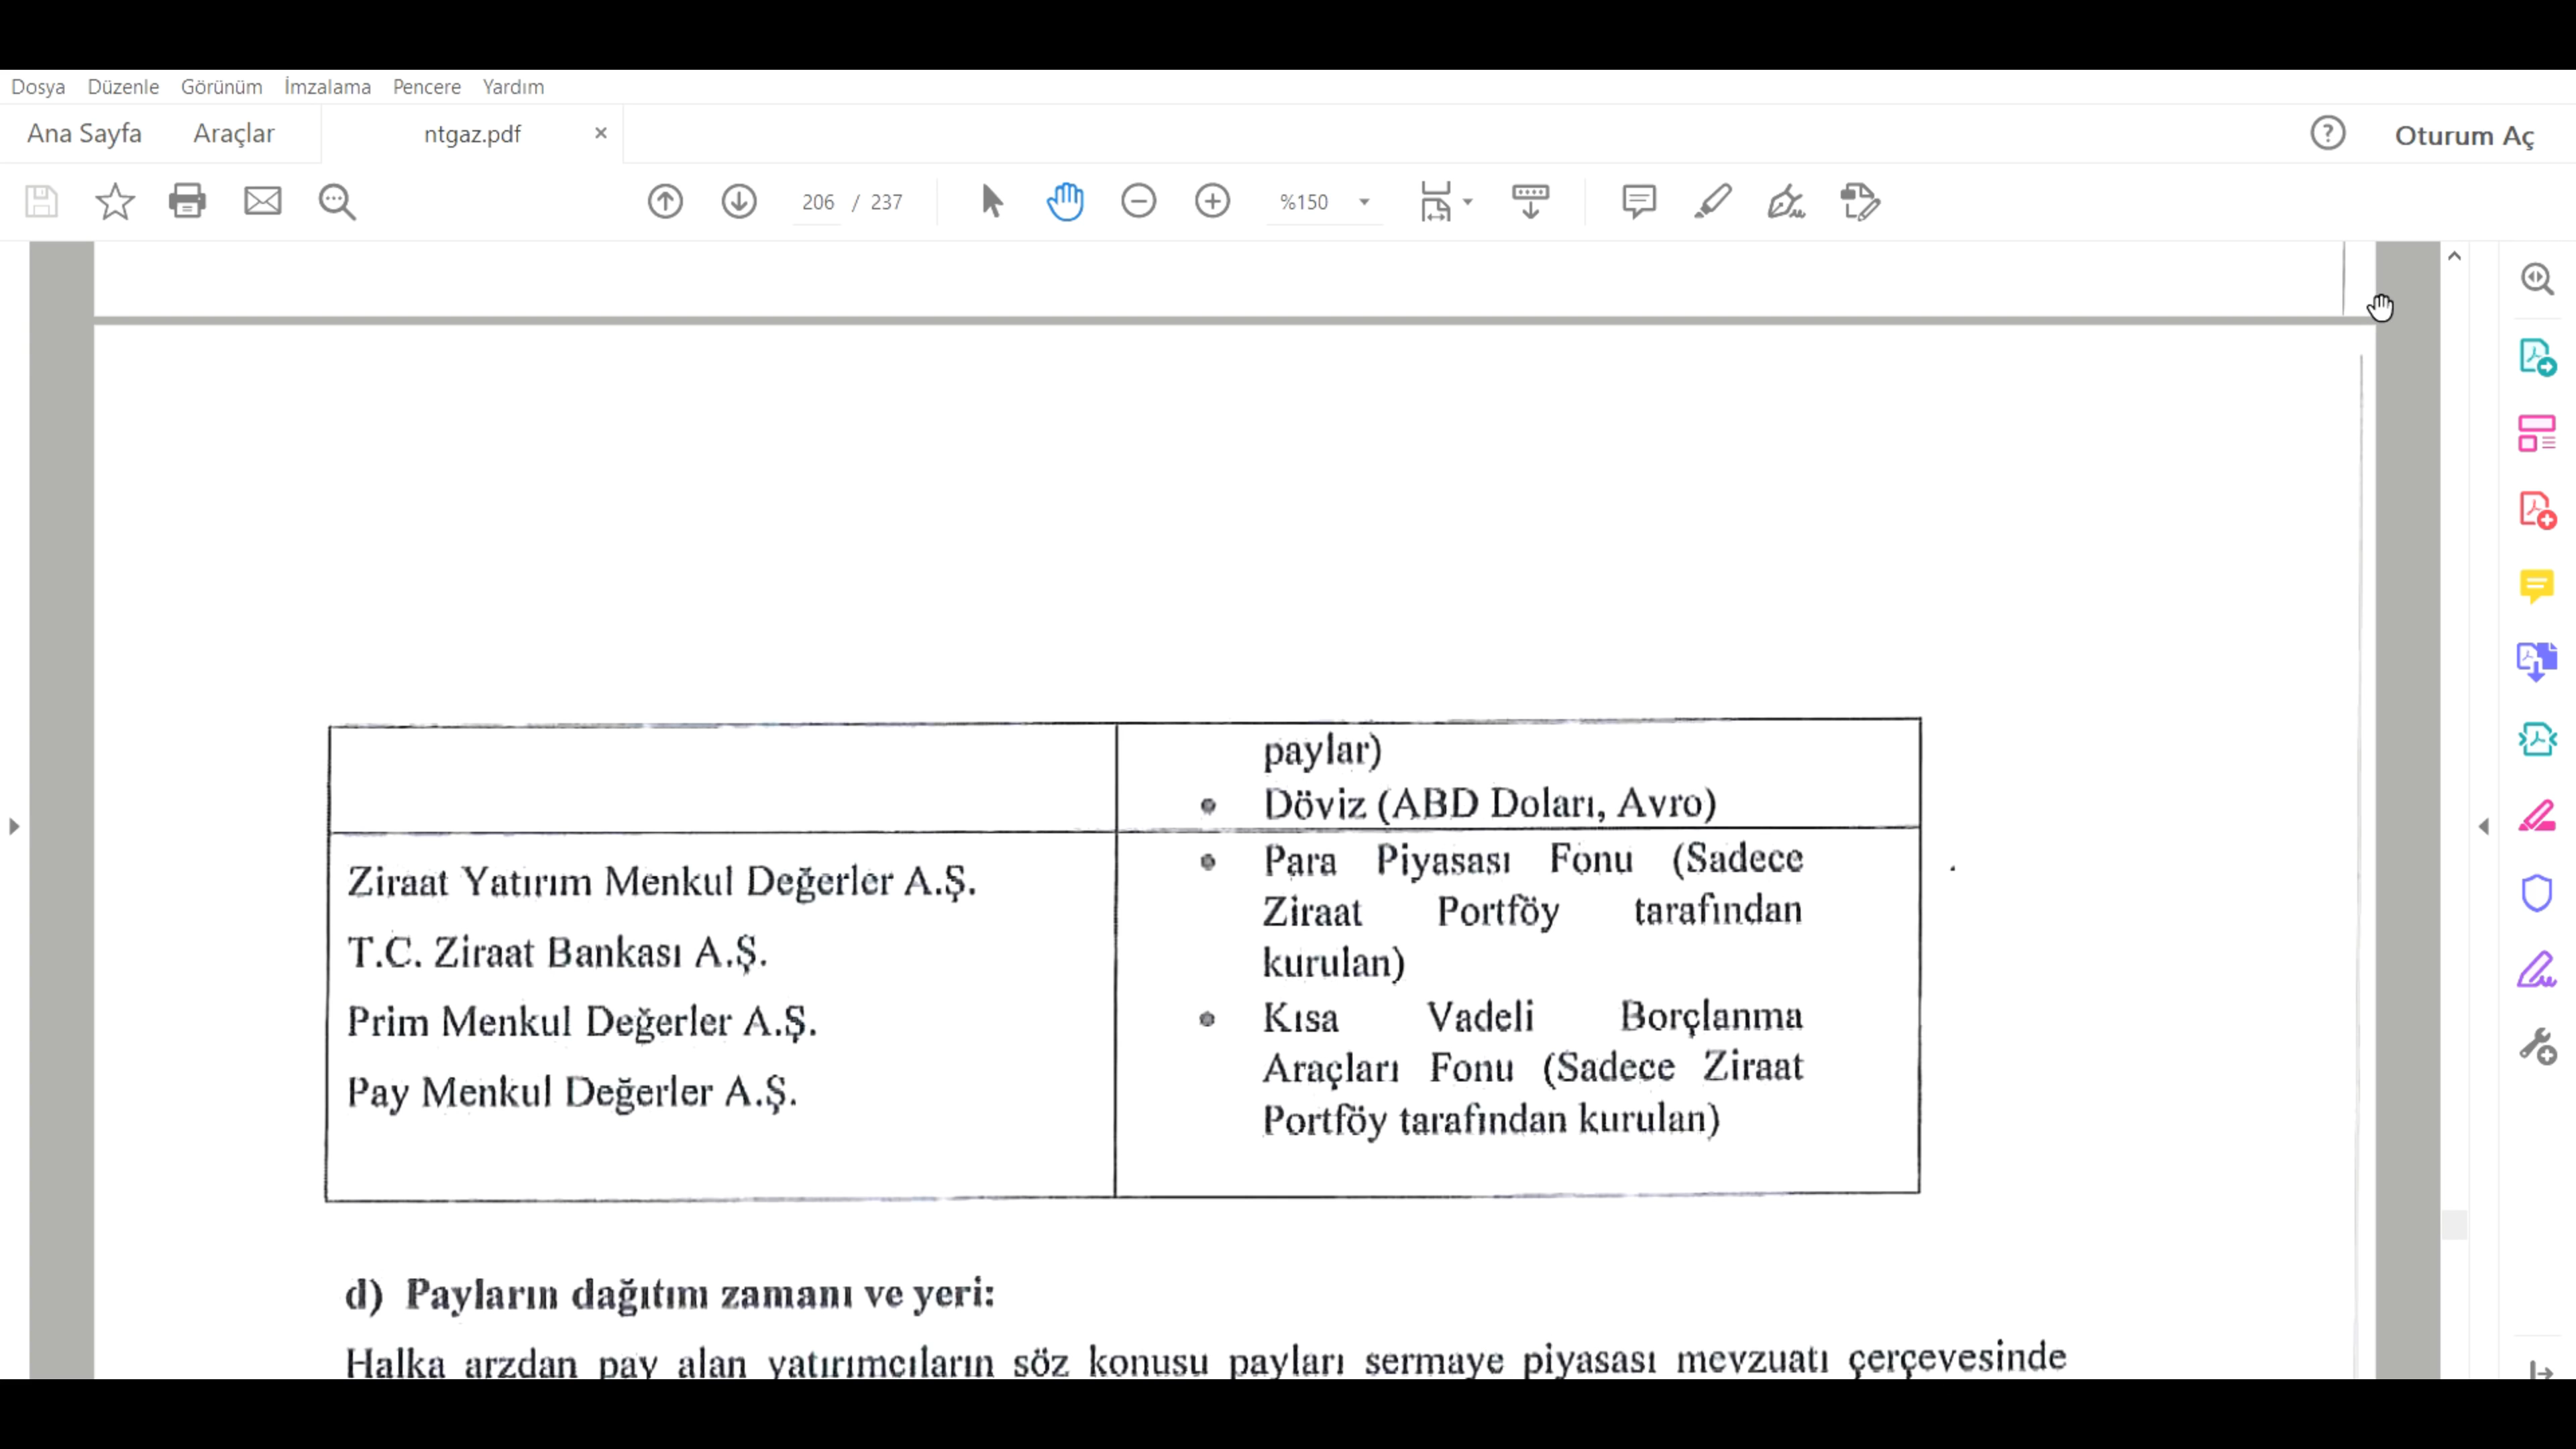 Dosya Düzenle Görünüm İmzalama Pencere Yardım
Ana Sayfa Araçlar ntgaz.pdf × ? Oturum Aç
206 / 237 %150
paylar)
• Döviz (ABD Doları, Avro)
Ziraat Yatırım Menkul Değerler A.Ş.
T.C. Ziraat Bankası A.Ş.
Prim Menkul Değerler A.Ş.
Pay Menkul Değerler A.Ş.
• Para Piyasası Fonu (Sadece
Ziraat Portföy tarafından
kurulan)
• Kısa Vadeli Borçlanma
Araçları Fonu (Sadece Ziraat
Portföy tarafından kurulan)
d) Payların dağıtım zamanı ve yeri:
Halka arzdan pay alan yatırımcıların söz konusu payları sermaye piyasası mevzuatı çerçevesinde